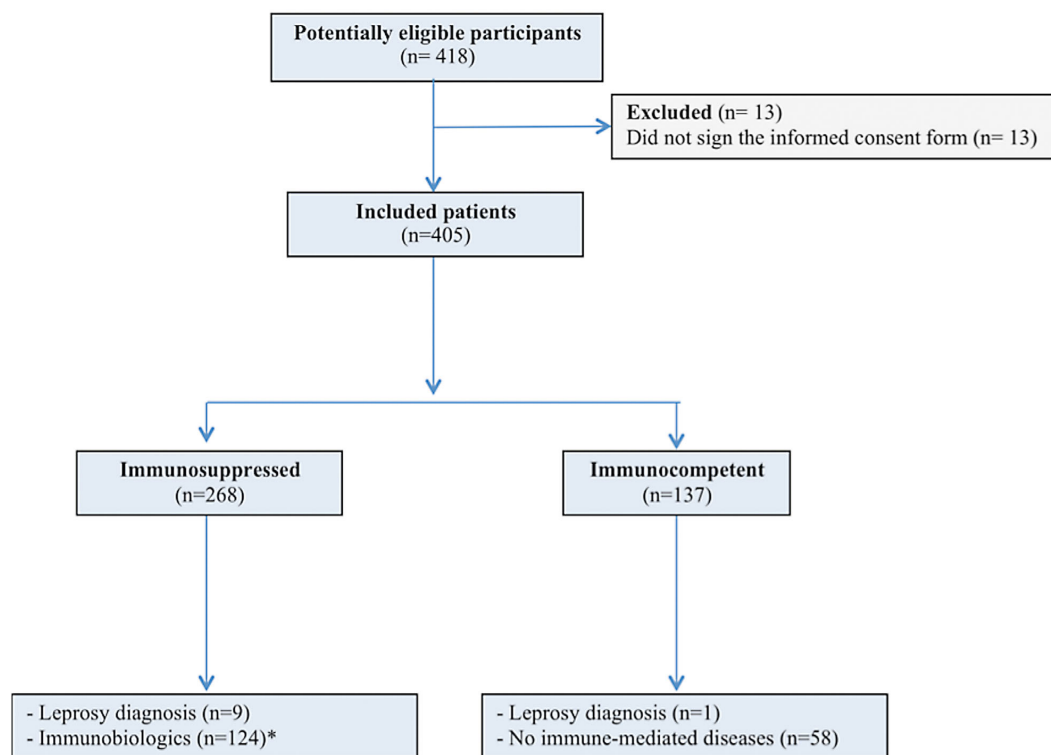 Potentially eligible participants
(n= 418)
Excluded (n= 13)
Did not sign the informed consent form (n= 13)
Included patients
(n=405)
Immunosuppressed
(n=268)
Immunocompetent
(n=137)
- Leprosy diagnosis (n=9)
- Immunobiologics (n=124)*
- Leprosy diagnosis (n=1)
- No immune-mediated diseases (n=58)